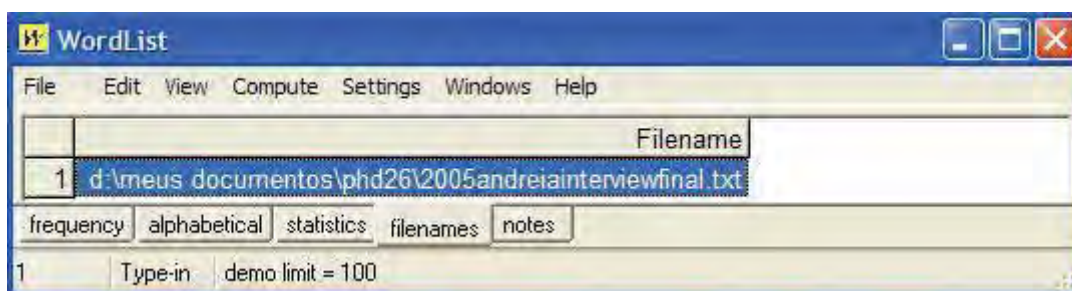 WordList
File Edit View Compute Settings Windows Help
Filename
1 d:\meus documentos\phd26\2005andreiainterviewfinal.txt
frequency alphabetical statistics filenames notes
1 Type-in demo limit = 100